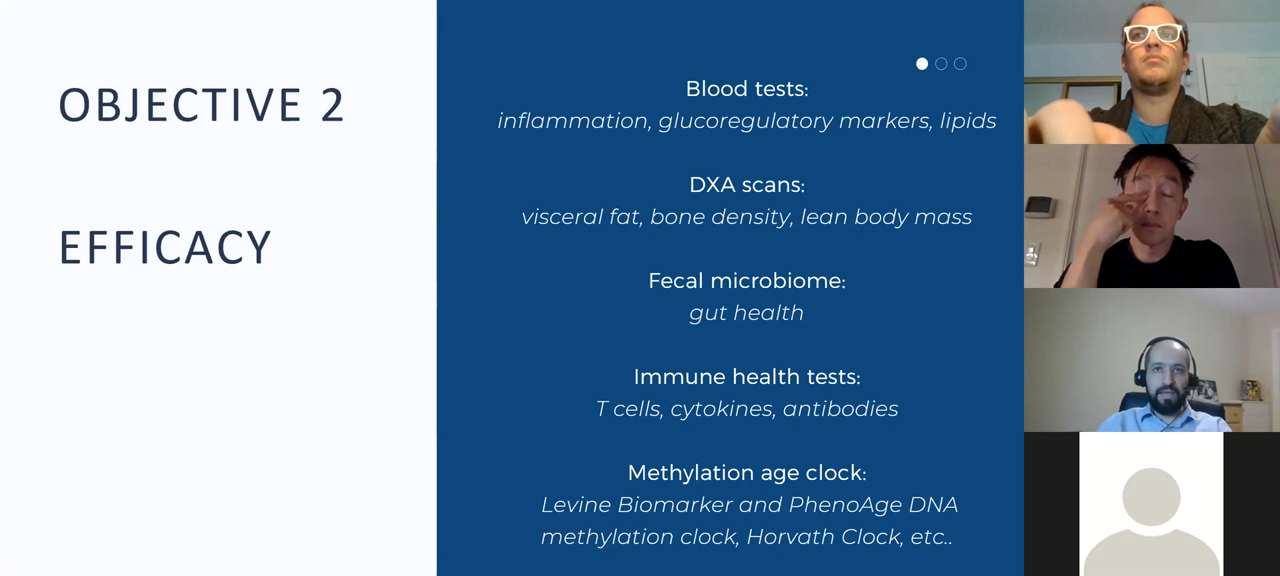 OBJECTIVE 2
EFFICACY
Blood tests:
inflammation, glucoregulatory markers, lipids
DXA scans:
visceral fat, bone density, lean body mass
Fecal microbiome:
gut health
Immune health tests:
T cells, cytokines, antibodies
Methylation age clock:
Levine Biomarker and PhenoAge DNA
methylation clock, Horvath Clock, etc..